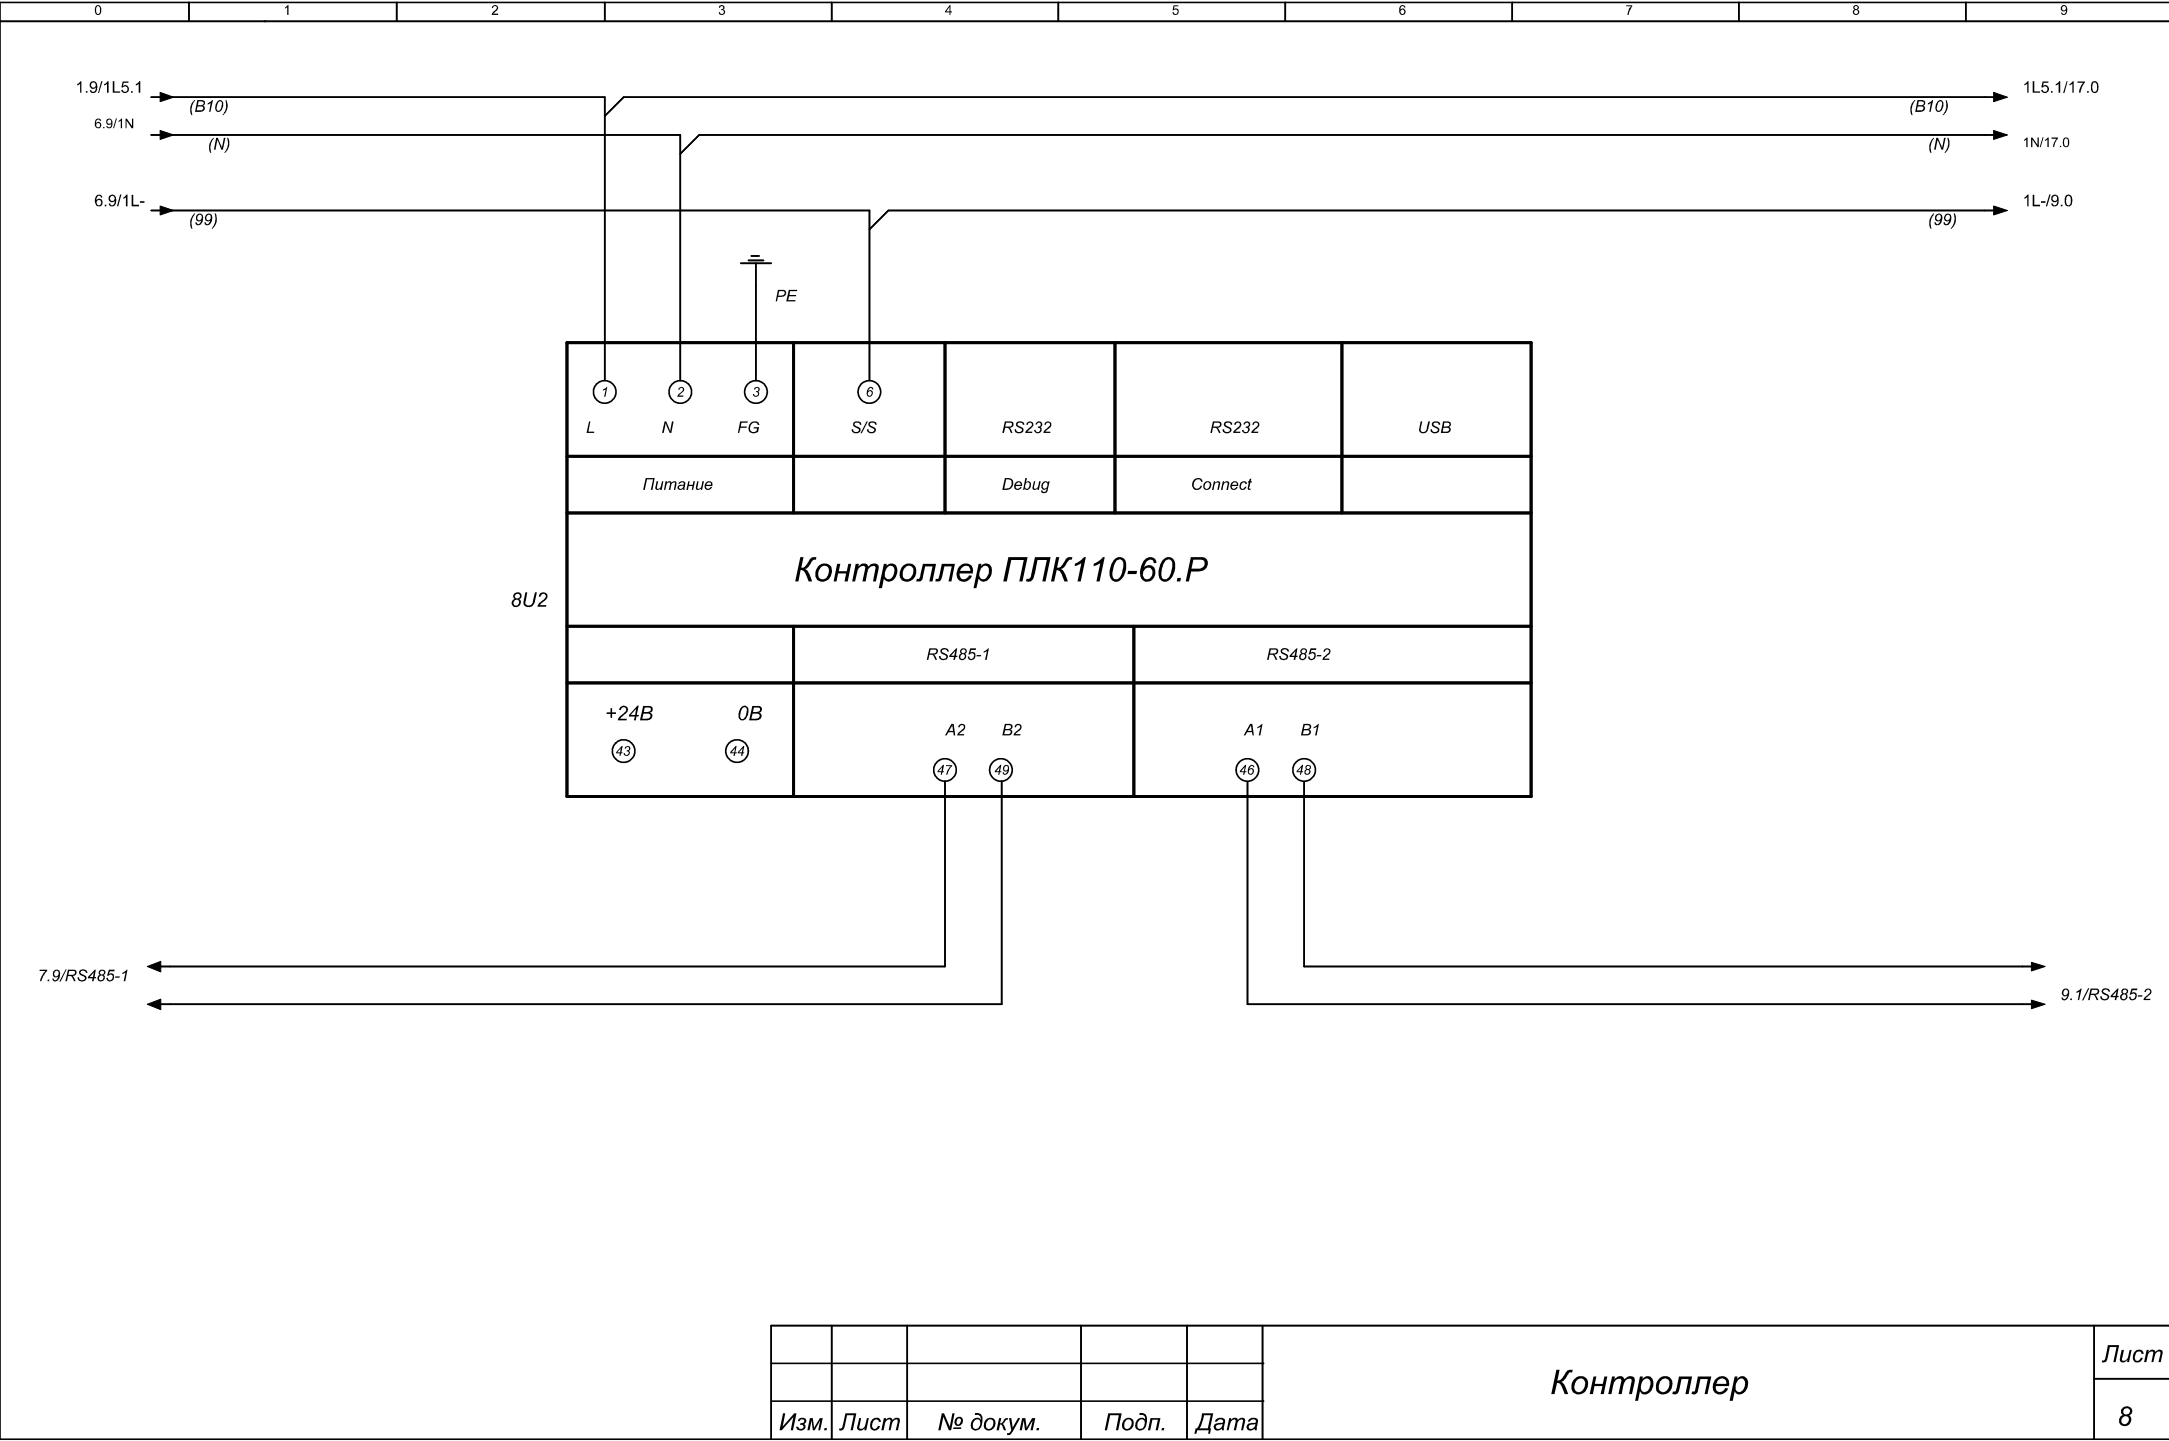 0 1 2 3 4 5 6 7 8 9
1.9/1L5.1
(B10)
(B10)
1L5.1/17.0
6.9/1N
(N)
(N)
1N/17.0
6.9/1L-
(99)
(99)
1L-/9.0
PE
1 2 3 6
L N FG S/S RS232 RS232 USB
Питание Debug Connect
Контроллер ПЛК110-60.Р
8U2
RS485-1 RS485-2
+24В 0В
A2 B2 A1 B1
43 44
47 49 46 48
7.9/RS485-1
9.1/RS485-2
Контроллер
Лист
8
Изм. Лист № докум. Подп. Дата